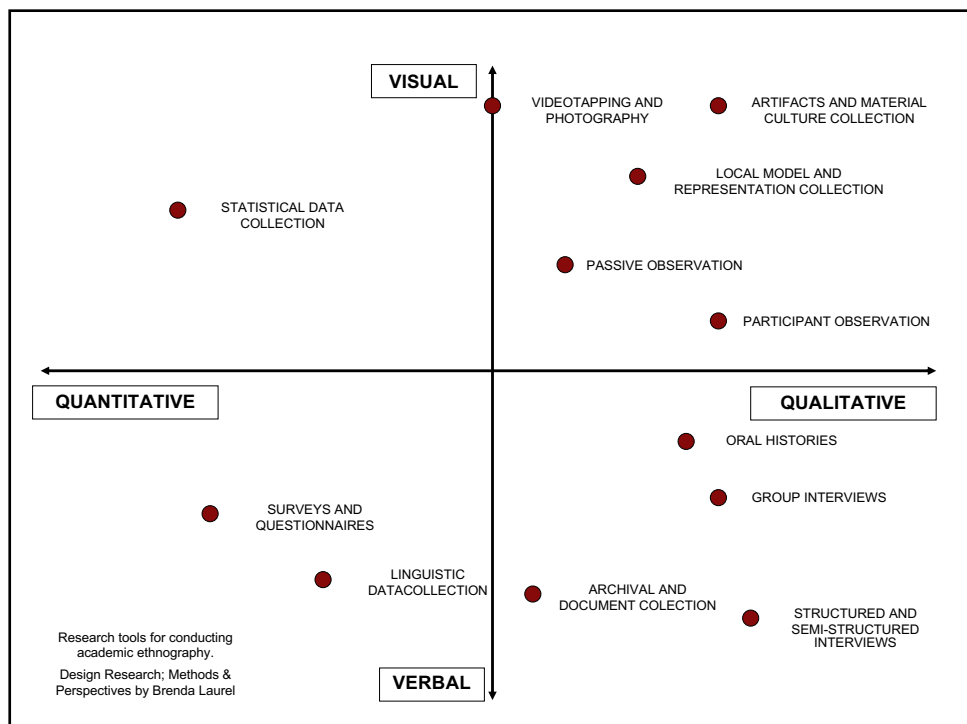 VISUAL
VIDEOTAPPING AND
PHOTOGRAPHY
ARTIFACTS AND MATERIAL
CULTURE COLLECTION
LOCAL MODEL AND
REPRESENTATION COLLECTION
STATISTICAL DATA
COLLECTION
PASSIVE OBSERVATION
PARTICIPANT OBSERVATION
QUANTITATIVE
QUALITATIVE
ORAL HISTORIES
GROUP INTERVIEWS
SURVEYS AND
QUESTIONNAIRES
LINGUISTIC
DATACOLLECTION
ARCHIVAL AND
DOCUMENT COLECTION
STRUCTURED AND
SEMI-STRUCTURED
INTERVIEWS
Research tools for conducting
academic ethnography.
Design Research; Methods &
Perspectives by Brenda Laurel
VERBAL